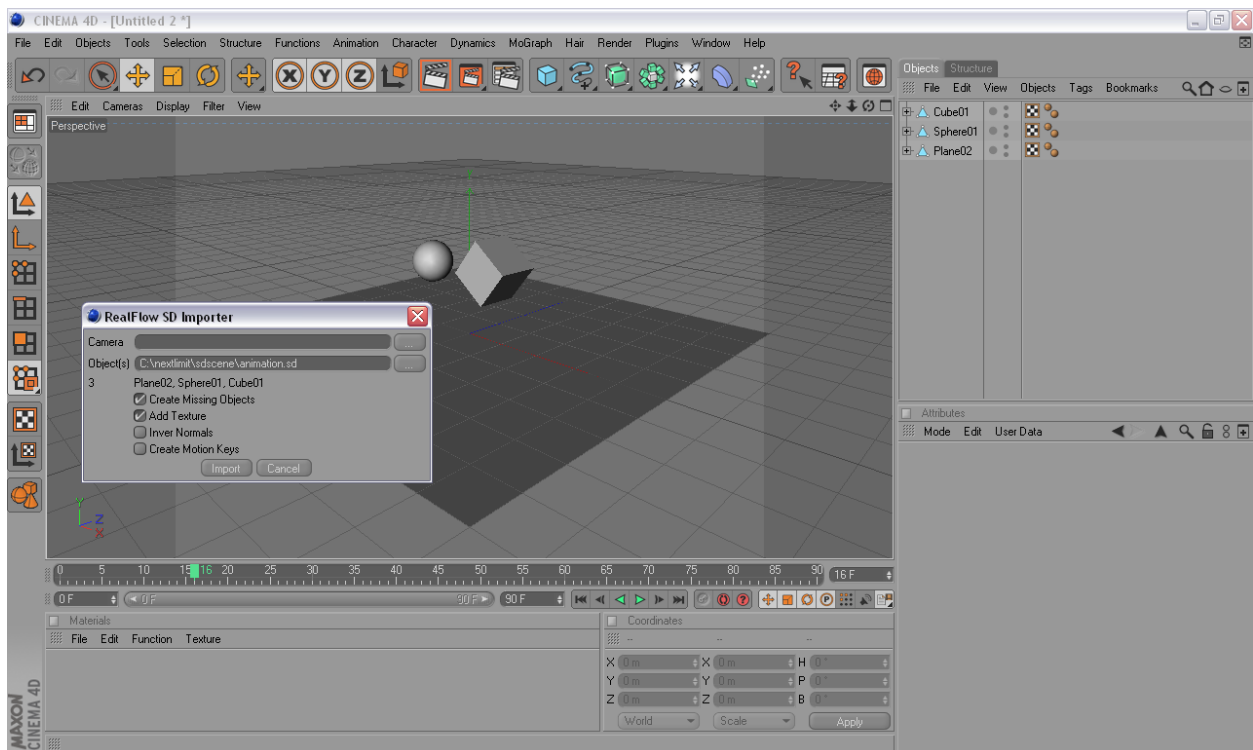 CINEMA 4D - [Untitled 2 *]
File Edit Objects Tools Selection Structure Functions Animation Character Dynamics MoGraph Hair Render Plugins Window Help
Objects Structure
File Edit View Objects Tags Bookmarks
Cube01
Sphere01
Plane02
Edit Cameras Display Filter View
Perspective
RealFlow SD Importer
Camera ...
Object(s) C:\nextlimit\sdscene\animation.sd ...
3 Plane02, Sphere01, Cube01
Create Missing Objects
Add Texture
Inver Normals
Create Motion Keys
Import Cancel
Y
Z
X
Attributes
Mode Edit User Data
0 5 10 15 16 20 25 30 35 40 45 50 55 60 65 70 75 80 85 90 16 F
0 F 0 F 90 F 90 F
Materials
File Edit Function Texture
Coordinates
-- -- --
X 0 m X 0 m H 0 °
Y 0 m Y 0 m P 0 °
Z 0 m Z 0 m B 0 °
World Scale Apply
MAXON
CINEMA 4D